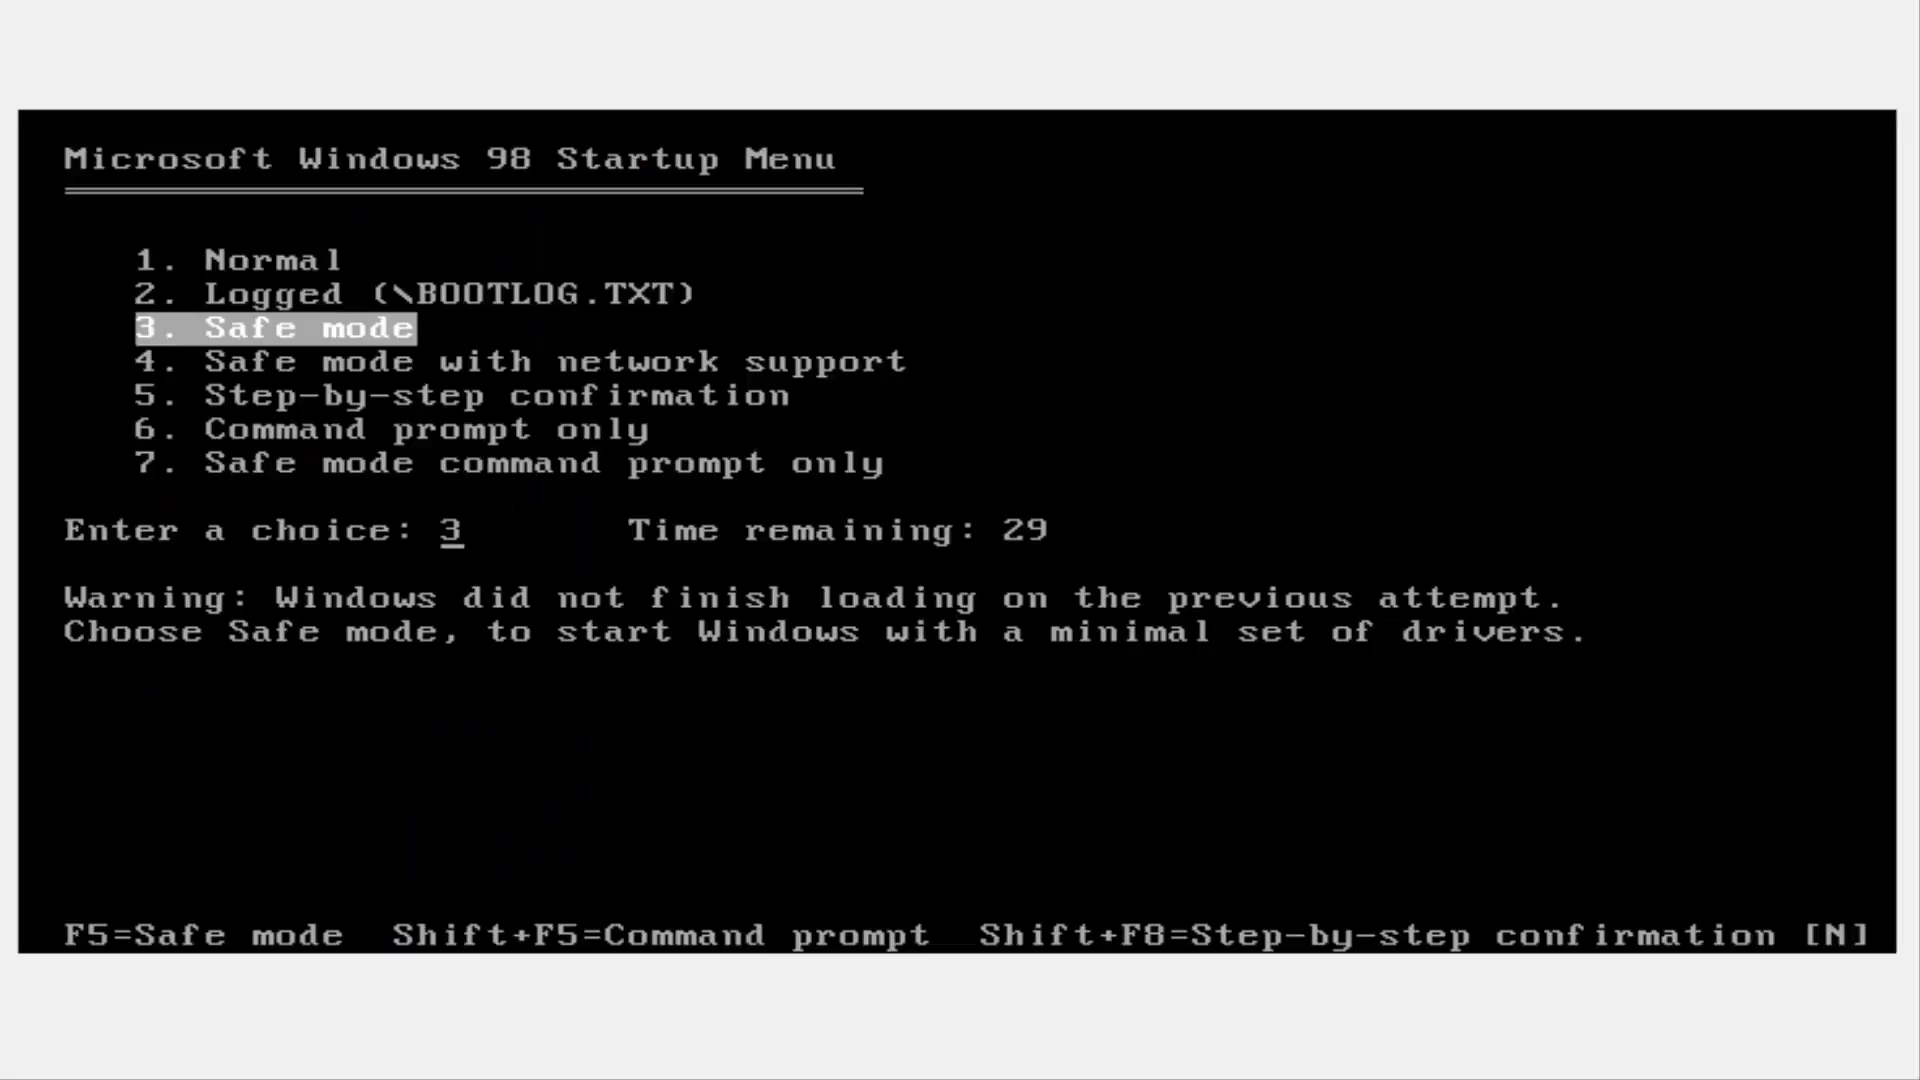 Microsoft Windows 98 Startup Menu
1. Normal
2. Logged (\BOOTLOG.TXT)
3. Safe mode
4. Safe mode with network support
5. Step-by-step confirmation
6. Command prompt only
7. Safe mode command prompt only
Enter a choice: 3 Time remaining: 29
Warning: Windows did not finish loading on the previous attempt.
Choose Safe mode, to start Windows with a minimal set of drivers.
F5=Safe mode Shift+F5=Command prompt Shift+F8=Step-by-step confirmation [N]